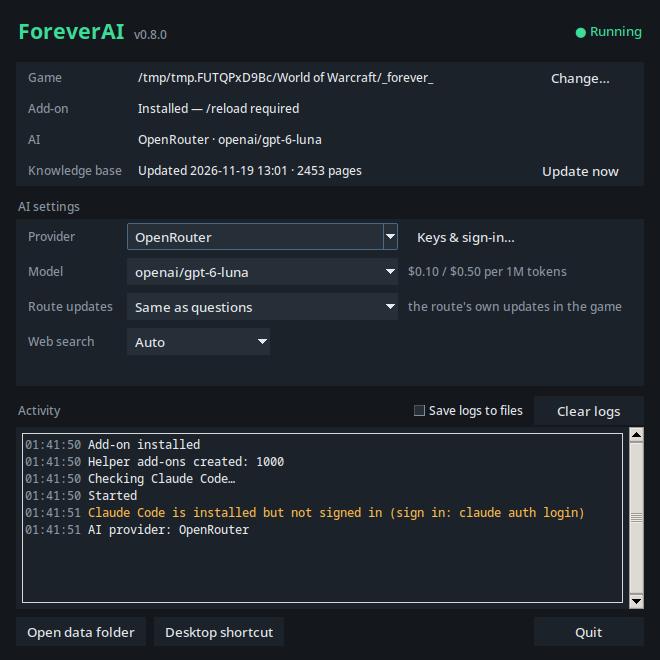 ForeverAI v0.8.0 Running
Game /tmp/tmp.FUTQPxD9Bc/World of Warcraft/_forever_ Change...
Add-on Installed — /reload required
AI OpenRouter · openai/gpt-6-luna
Knowledge base Updated 2026-11-19 13:01 · 2453 pages Update now
AI settings
Provider OpenRouter Keys & sign-in...
Model openai/gpt-6-luna $0.10 / $0.50 per 1M tokens
Route updates Same as questions the route's own updates in the game
Web search Auto
Activity Save logs to files Clear logs
01:41:50 Add-on installed
01:41:50 Helper add-ons created: 1000
01:41:50 Checking Claude Code…
01:41:50 Started
01:41:51 Claude Code is installed but not signed in (sign in: claude auth login)
01:41:51 AI provider: OpenRouter
Open data folder Desktop shortcut Quit